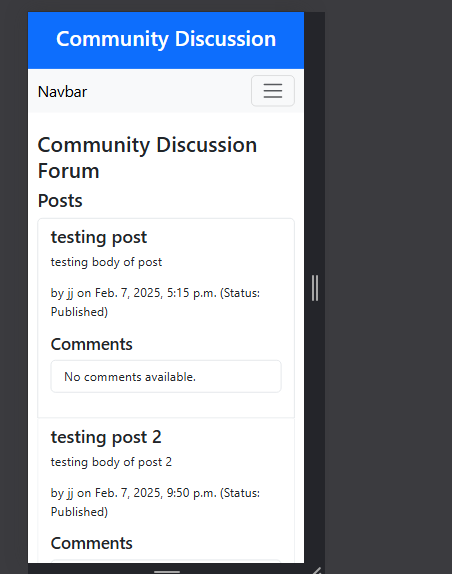 Community Discussion
Navbar
Community Discussion
Forum
Posts
testing post
testing body of post
by jj on Feb. 7, 2025, 5:15 p.m. (Status:
Published)
Comments
No comments available.
testing post 2
testing body of post 2
by jj on Feb. 7, 2025, 9:50 p.m. (Status:
Published)
Comments